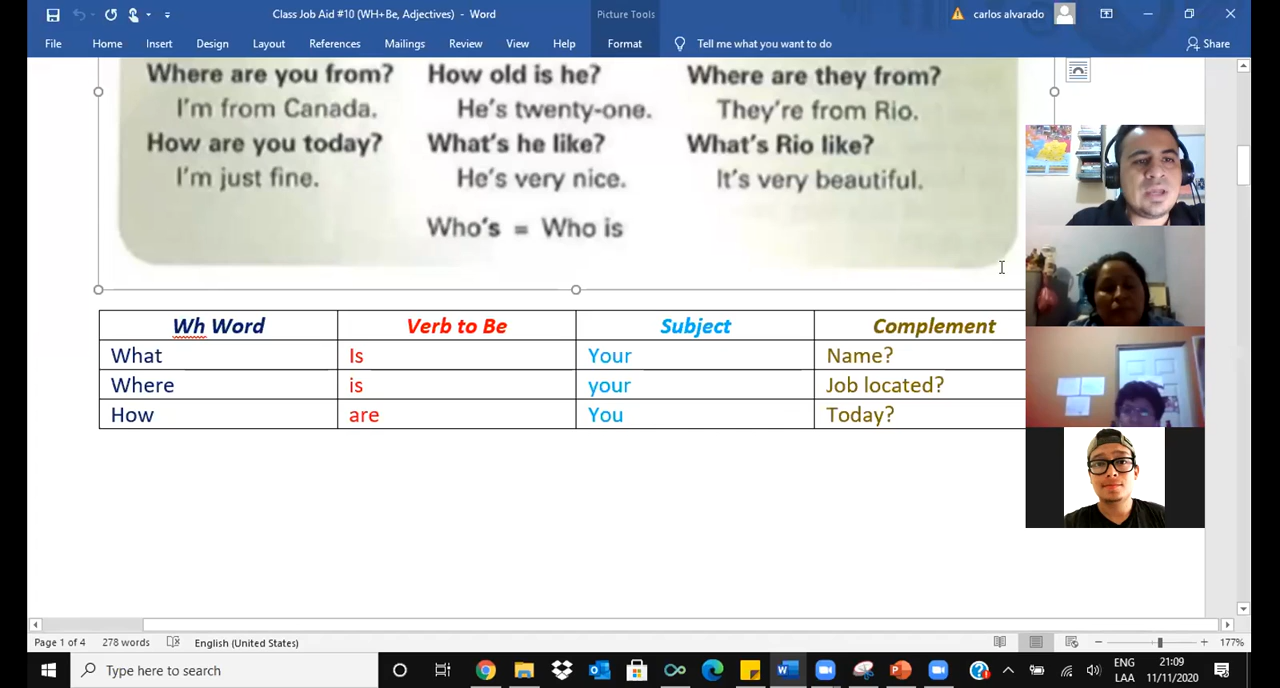 Class Job Aid #10 (WH+Be, Adjectives) - Word
Picture Tools
carlos alvarado
File Home Insert Design Layout References Mailings Review View Help Format Tell me what you want to do Share
Where are you from? How old is he? Where are they from?
I'm from Canada. He's twenty-one. They're from Rio.
How are you today? What's he like? What's Rio like?
I'm just fine. He's very nice. It's very beautiful.
Who's = Who is
Wh Word Verb to Be Subject Complement
What Is Your Name?
Where is your Job located?
How are You Today?
Page 1 of 4 278 words English (United States) 177%
Type here to search
ENG 21:09
LAA 11/11/2020